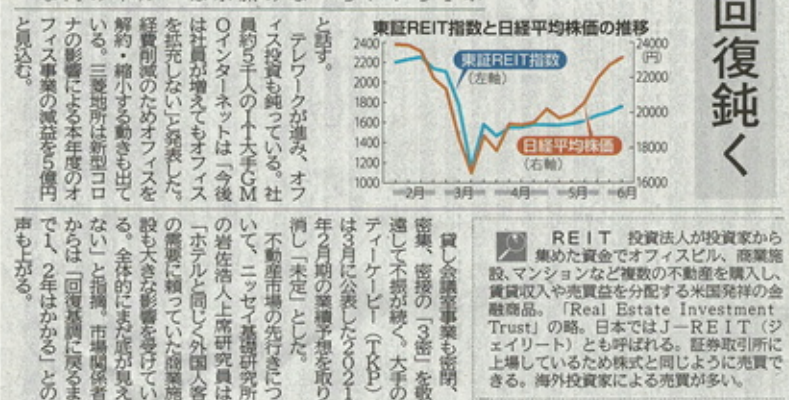 回復鈍く
東証REIT指数と日経平均株価の推移
2400
2200
2000
1800
1600
1400
1200
1000
24000
(円)
22000
20000
18000
16000
東証REIT指数
(左軸)
日経平均株価
(右軸)
2月
3月
4月
5月
6月
と話す。
テレワークが進み、オフ
ィス投資も鈍っている。社
員約5千人のIT大手GM
Oインターネットは「今後
は社員が増えてもオフィス
を拡充しない」と発表した。
経費削減のためオフィスを
解約・縮小する動きも出て
いる。三菱地所は新型コロ
ナの影響による本年度のオ
フィス事業の減益を5億円
と見込む。
貸し会議室事業も密閉、
密集、密接の「3密」を敬
遠して不振が続く。大手の
ティーケーピー(TKP)
は3月に公表した2021
年2月期の業績予想を取り
消し「未定」とした。
不動産市場の先行きにつ
いて、ニッセイ基礎研究所
の岩佐浩人上席研究員は
「ホテルと同じく外国人客
の需要に頼っていた商業施
設も大きな影響を受けてい
る。全体的にまだ底が見え
ない」と指摘。市場関係者
からは「回復基調に戻るま
で1、2年はかかる」との
声も上がる。
REIT 投資法人が投資家から
集めた資金でオフィスビル、商業施
設、マンションなど複数の不動産を購入し、
賃貸収入や売買益を分配する米国発祥の金
融商品。「Real Estate Investment
Trust」の略。日本ではJ―REIT(ジ
ェイリート)とも呼ばれる。証券取引所に
上場しているため株式と同じように売買で
きる。海外投資家による売買が多い。